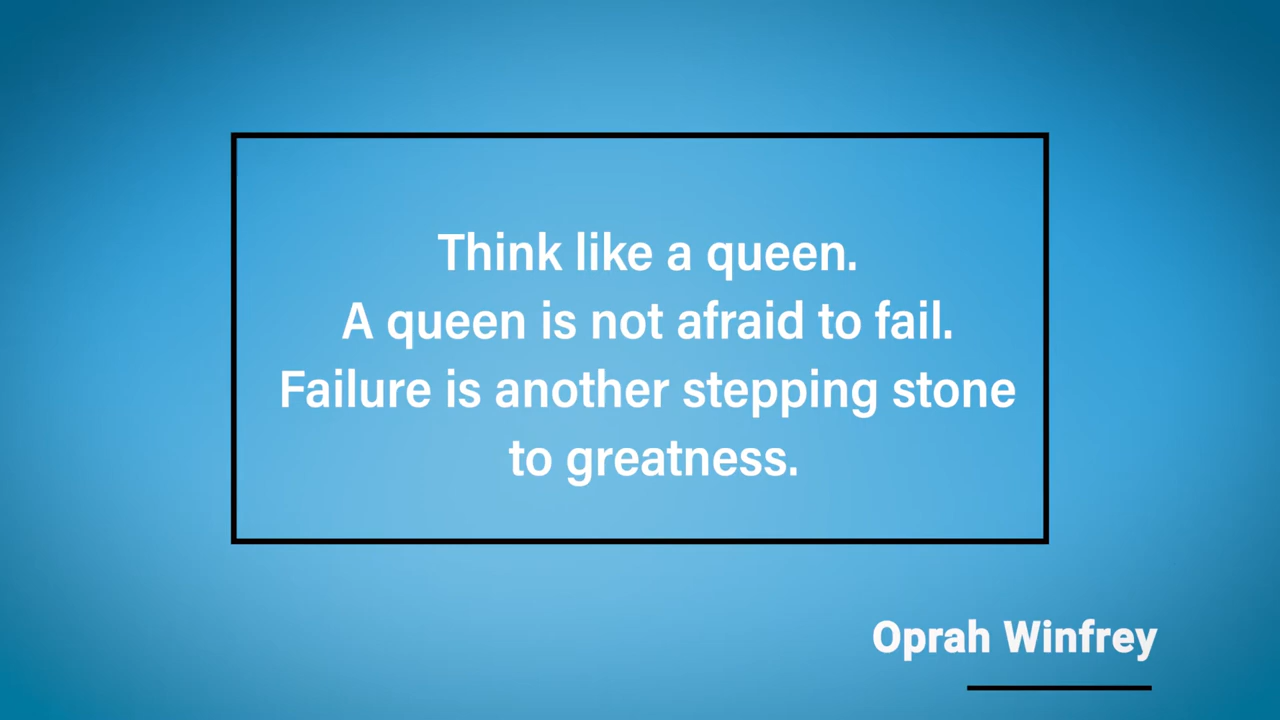 Think like a queen.
A queen is not afraid to fail.
Failure is another stepping stone
to greatness.
Oprah Winfrey